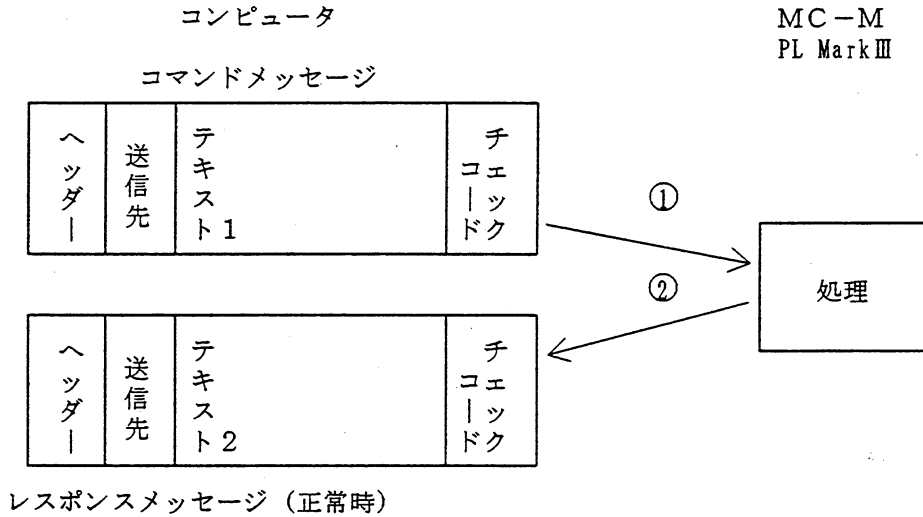 コンピュータ
MC－M
PL MarkⅢ
コマンドメッセージ
ヘッダー
送信先
テキスト1
チェック
コード
①
処理
②
ヘッダー
送信先
テキスト2
チェック
コード
レスポンスメッセージ（正常時）